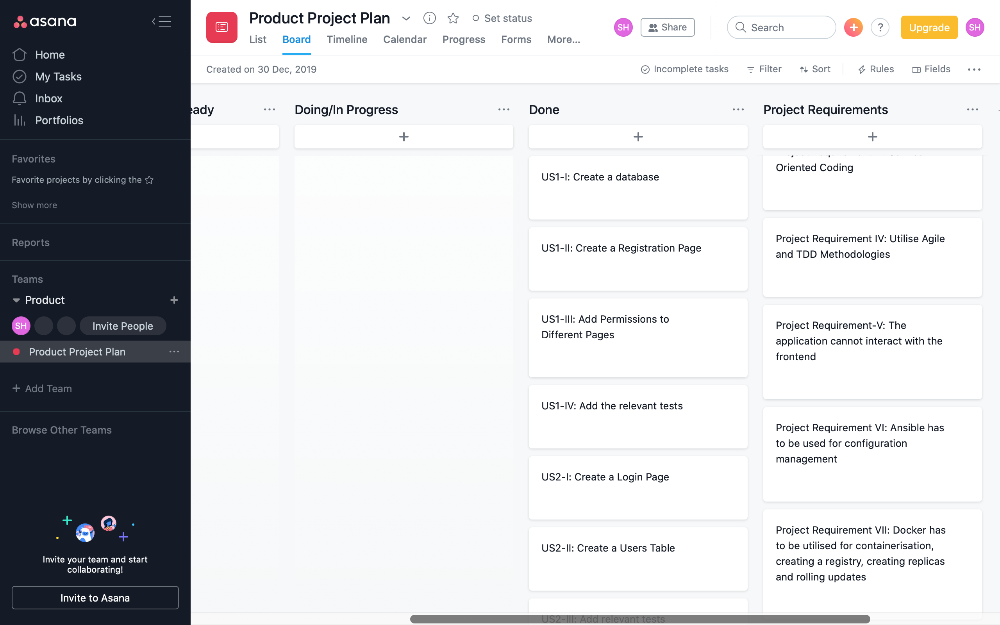 asana
Home
My Tasks
Inbox
Portfolios
Favorites
Favorite projects by clicking the
Show more
Reports
Teams
Product
SH
Invite People
Product Project Plan
Add Team
Browse Other Teams
Invite your team and start
collaborating!
Invite to Asana
Product Project Plan
Set status
List
Board
Timeline
Calendar
Progress
Forms
More...
SH
Share
Search
?
Upgrade
SH
Created on 30 Dec, 2019
Incomplete tasks
Filter
Sort
Rules
Fields
eady
Doing/In Progress
Done
US1-I: Create a database
US1-II: Create a Registration Page
US1-III: Add Permissions to
Different Pages
US1-IV: Add the relevant tests
US2-I: Create a Login Page
US2-II: Create a Users Table
US2-III: Add relevant tests
Project Requirements
Oriented Coding
Project Requirement IV: Utilise Agile
and TDD Methodologies
Project Requirement-V: The
application cannot interact with the
frontend
Project Requirement VI: Ansible has
to be used for configuration
management
Project Requirement VII: Docker has
to be utilised for containerisation,
creating a registry, creating replicas
and rolling updates